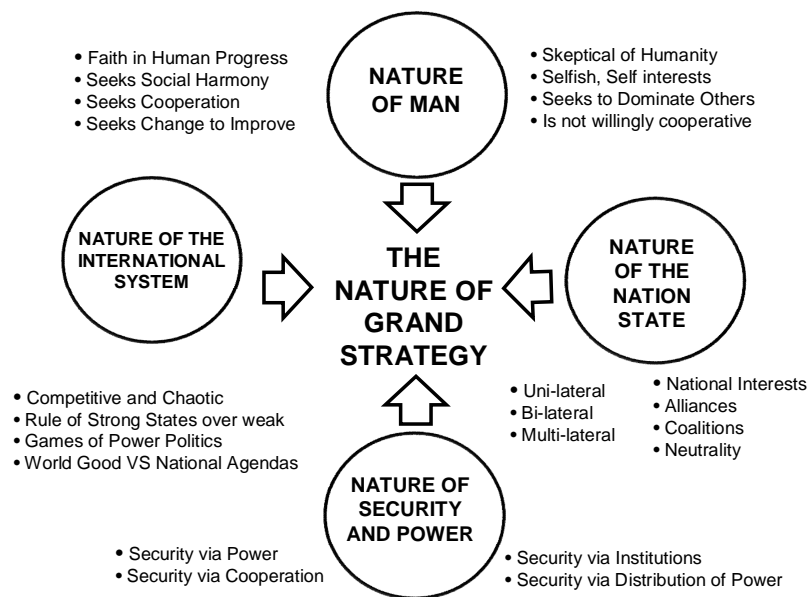 • Faith in Human Progress
• Seeks Social Harmony
• Seeks Cooperation
• Seeks Change to Improve
NATURE
OF MAN
• Skeptical of Humanity
• Selfish, Self interests
• Seeks to Dominate Others
• Is not willingly cooperative
NATURE OF THE
INTERNATIONAL
SYSTEM
THE
NATURE OF
GRAND
STRATEGY
NATURE
OF THE
NATION
STATE
• Competitive and Chaotic
• Rule of Strong States over weak
• Games of Power Politics
• World Good VS National Agendas
• Uni-lateral
• Bi-lateral
• Multi-lateral
• National Interests
• Alliances
• Coalitions
• Neutrality
NATURE OF
SECURITY
AND POWER
• Security via Power
• Security via Cooperation
• Security via Institutions
• Security via Distribution of Power